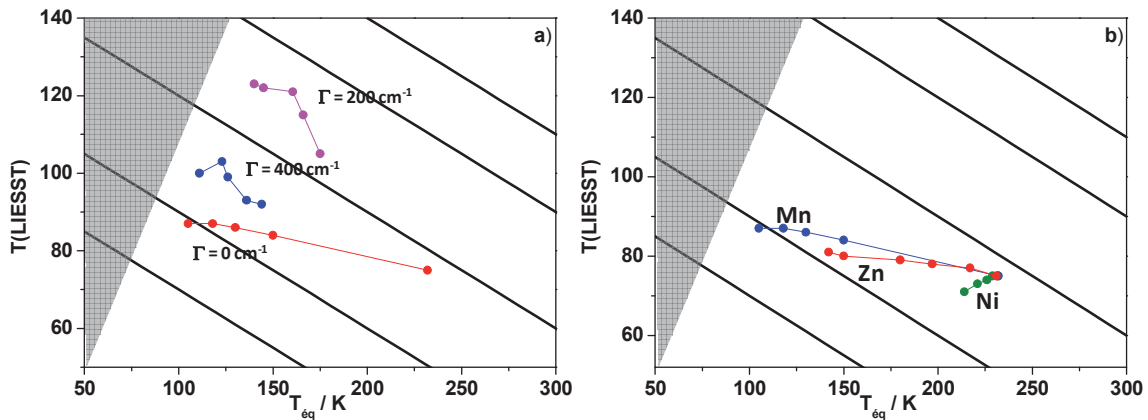 140
120
100
80
60
T(LIESST)
50 100 150 200 250 300
T_éq / K
a)
Γ = 200 cm⁻¹
Γ = 400 cm⁻¹
Γ = 0 cm⁻¹
140
120
100
80
60
T(LIESST)
50 100 150 200 250 300
T_éq / K
b)
Mn
Zn
Ni